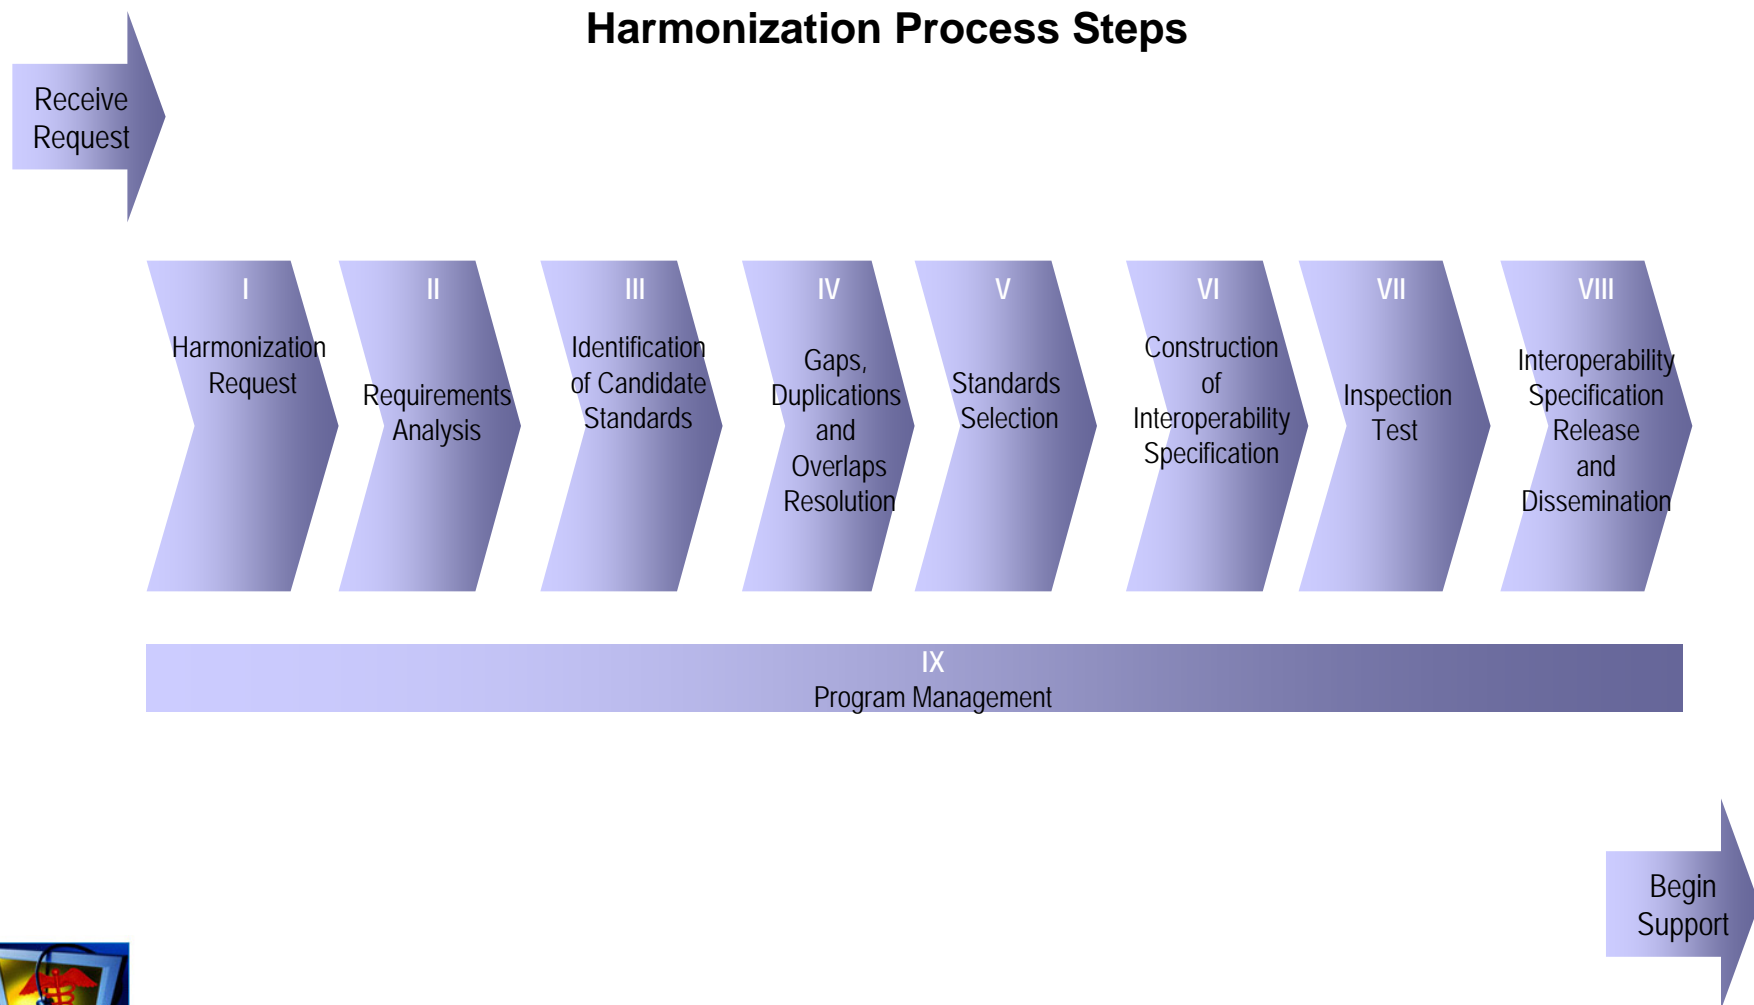 Harmonization Process Steps
Receive
Request
I
Harmonization
Request
II
Requirements
Analysis
III
Identification
of Candidate
Standards
IV
Gaps,
Duplications
and
Overlaps
Resolution
V
Standards
Selection
VI
Construction
of
Interoperability
Specification
VII
Inspection
Test
VIII
Interoperability
Specification
Release
and
Dissemination
IX
Program Management
Begin
Support